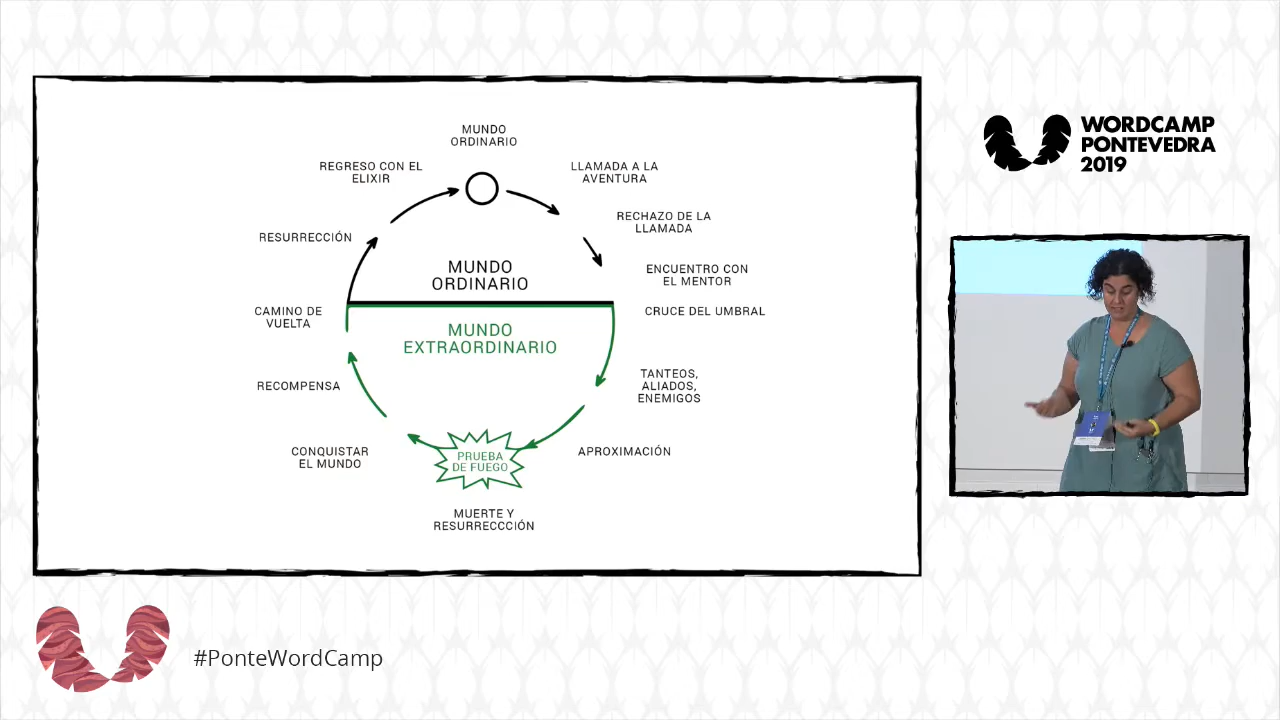 MUNDO
ORDINARIO
REGRESO CON EL
ELIXIR
LLAMADA A LA
AVENTURA
RECHAZO DE LA
LLAMADA
RESURRECCIÓN
MUNDO
ORDINARIO
ENCUENTRO CON
EL MENTOR
CAMINO DE
VUELTA
CRUCE DEL UMBRAL
MUNDO
EXTRAORDINARIO
RECOMPENSA
TANTEOS,
ALIADOS,
ENEMIGOS
CONQUISTAR
EL MUNDO
PRUEBA
DE FUEGO
APROXIMACIÓN
MUERTE Y
RESURRECCCIÓN
WORDCAMP
PONTEVEDRA
2019
#PonteWordCamp